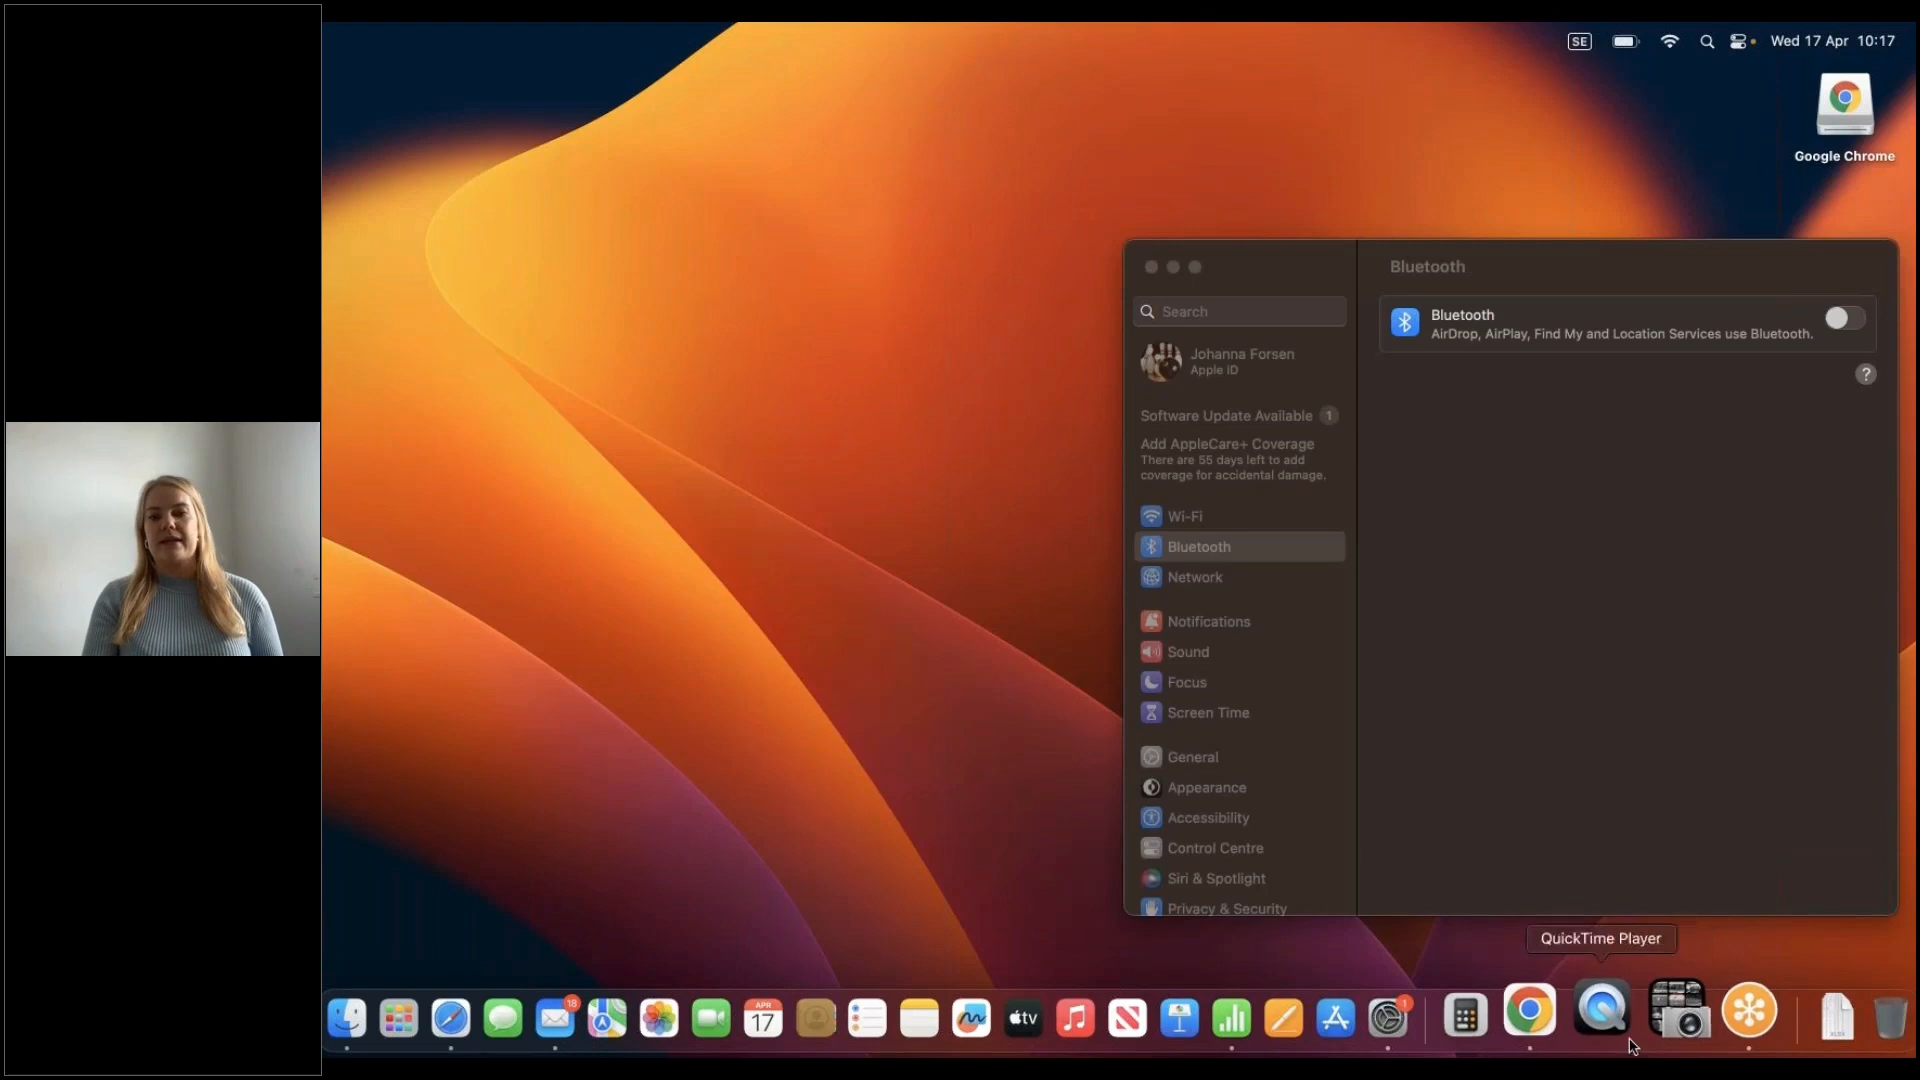 SE
Wed 17 Apr 10:17
Google Chrome
Bluetooth
Search
Bluetooth
AirDrop, AirPlay, Find My and Location Services use Bluetooth.
?
Johanna Forsen
Apple ID
Software Update Available 1
Add AppleCare+ Coverage
There are 55 days left to add
coverage for accidental damage.
Wi-Fi
Bluetooth
Network
Notifications
Sound
Focus
Screen Time
General
Appearance
Accessibility
Control Centre
Siri & Spotlight
Privacy & Security
QuickTime Player
18
APR
17
tv
1